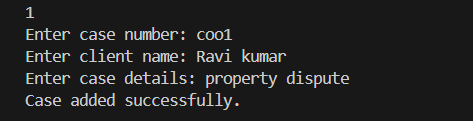 1
Enter case number: coo1
Enter client name: Ravi kumar
Enter case details: property dispute
Case added successfully.